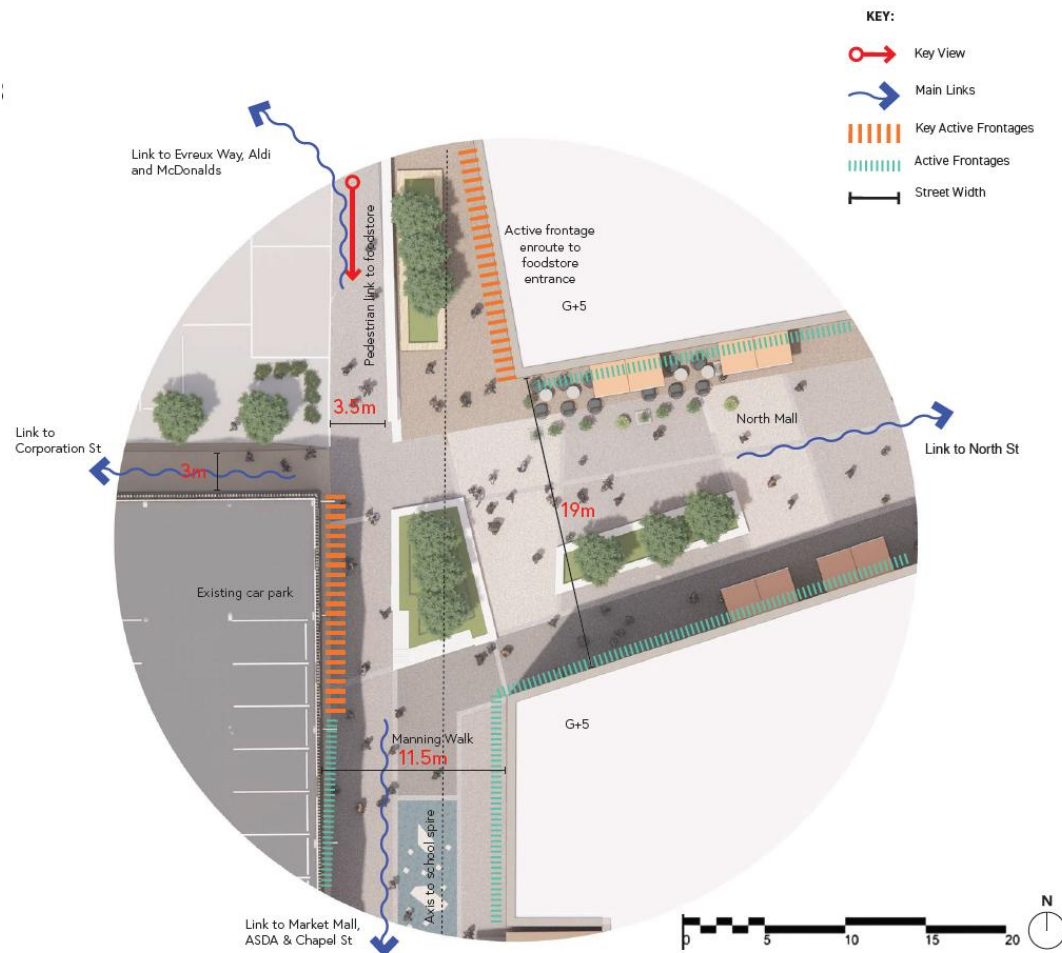 KEY:
Key View
Main Links
Key Active Frontages
Active Frontages
Street Width
Link to Evreux Way, Aldi
and McDonalds
Pedestrian link to foodstore
Active frontage
enroute to
foodstore
entrance
G+5
3.5m
North Mall
Link to
Corporation St
Link to North St
3m
19m
Existing car park
G+5
Manning Walk
11.5m
Axis to school spire
Link to Market Mall,
ASDA & Chapel St
N
0
5
10
15
20